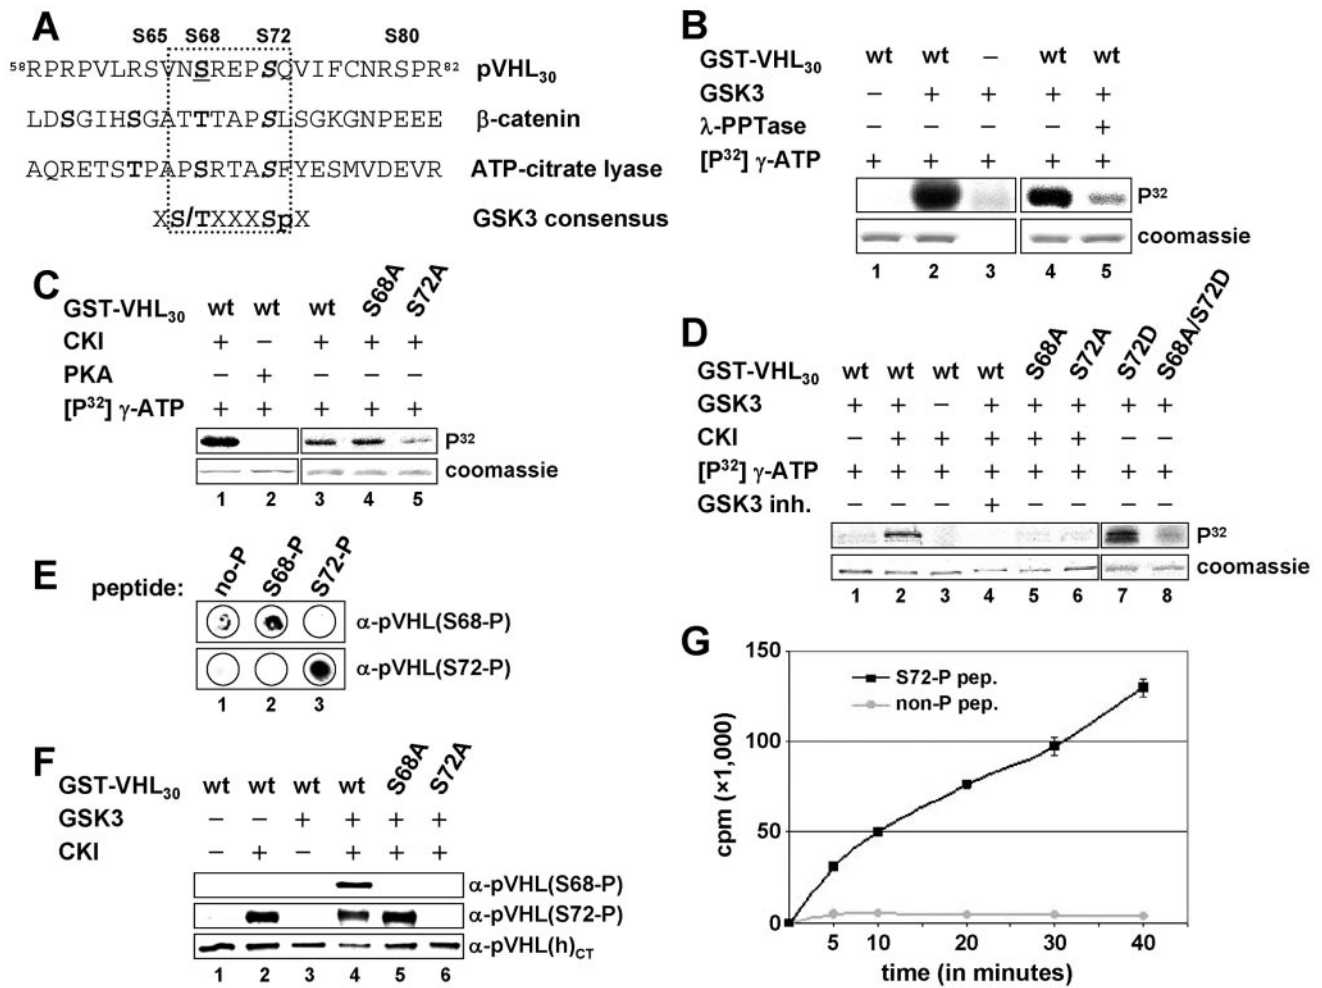 A
S65 S68 S72 S80
⁵⁸RPRPVLRSVNSREPSQVIFCNRSPR⁸² pVHL₃₀
LDSGIHSGATTTAPSLSGKGNPEEE β-catenin
AQRETSTPAPSRTASFYESMVDEVR ATP-citrate lyase
XS/TXXXSpX GSK3 consensus
B
GST-VHL₃₀ wt wt – wt wt
GSK3 – + + + +
λ-PPTase – – – – +
[P³²] γ-ATP + + + + +
P³²
coomassie
1 2 3 4 5
C
GST-VHL₃₀ wt wt wt S68A S72A
CKI + – + + +
PKA – + – – –
[P³²] γ-ATP + + + + +
P³²
coomassie
1 2 3 4 5
D
GST-VHL₃₀ wt wt wt wt S68A S72A S72D S68A/S72D
GSK3 + + – + + + + +
CKI – + + + + + – –
[P³²] γ-ATP + + + + + + + +
GSK3 inh. – – – + – – – –
P³²
coomassie
1 2 3 4 5 6 7 8
E
peptide: no-P S68-P S72-P
α-pVHL(S68-P)
α-pVHL(S72-P)
1 2 3
F
GST-VHL₃₀ wt wt wt wt S68A S72A
GSK3 – – + + + +
CKI – + – + + +
α-pVHL(S68-P)
α-pVHL(S72-P)
α-pVHL(h)CT
1 2 3 4 5 6
G
150
100
50
0
cpm (×1,000)
S72-P pep.
non-P pep.
5 10 20 30 40
time (in minutes)